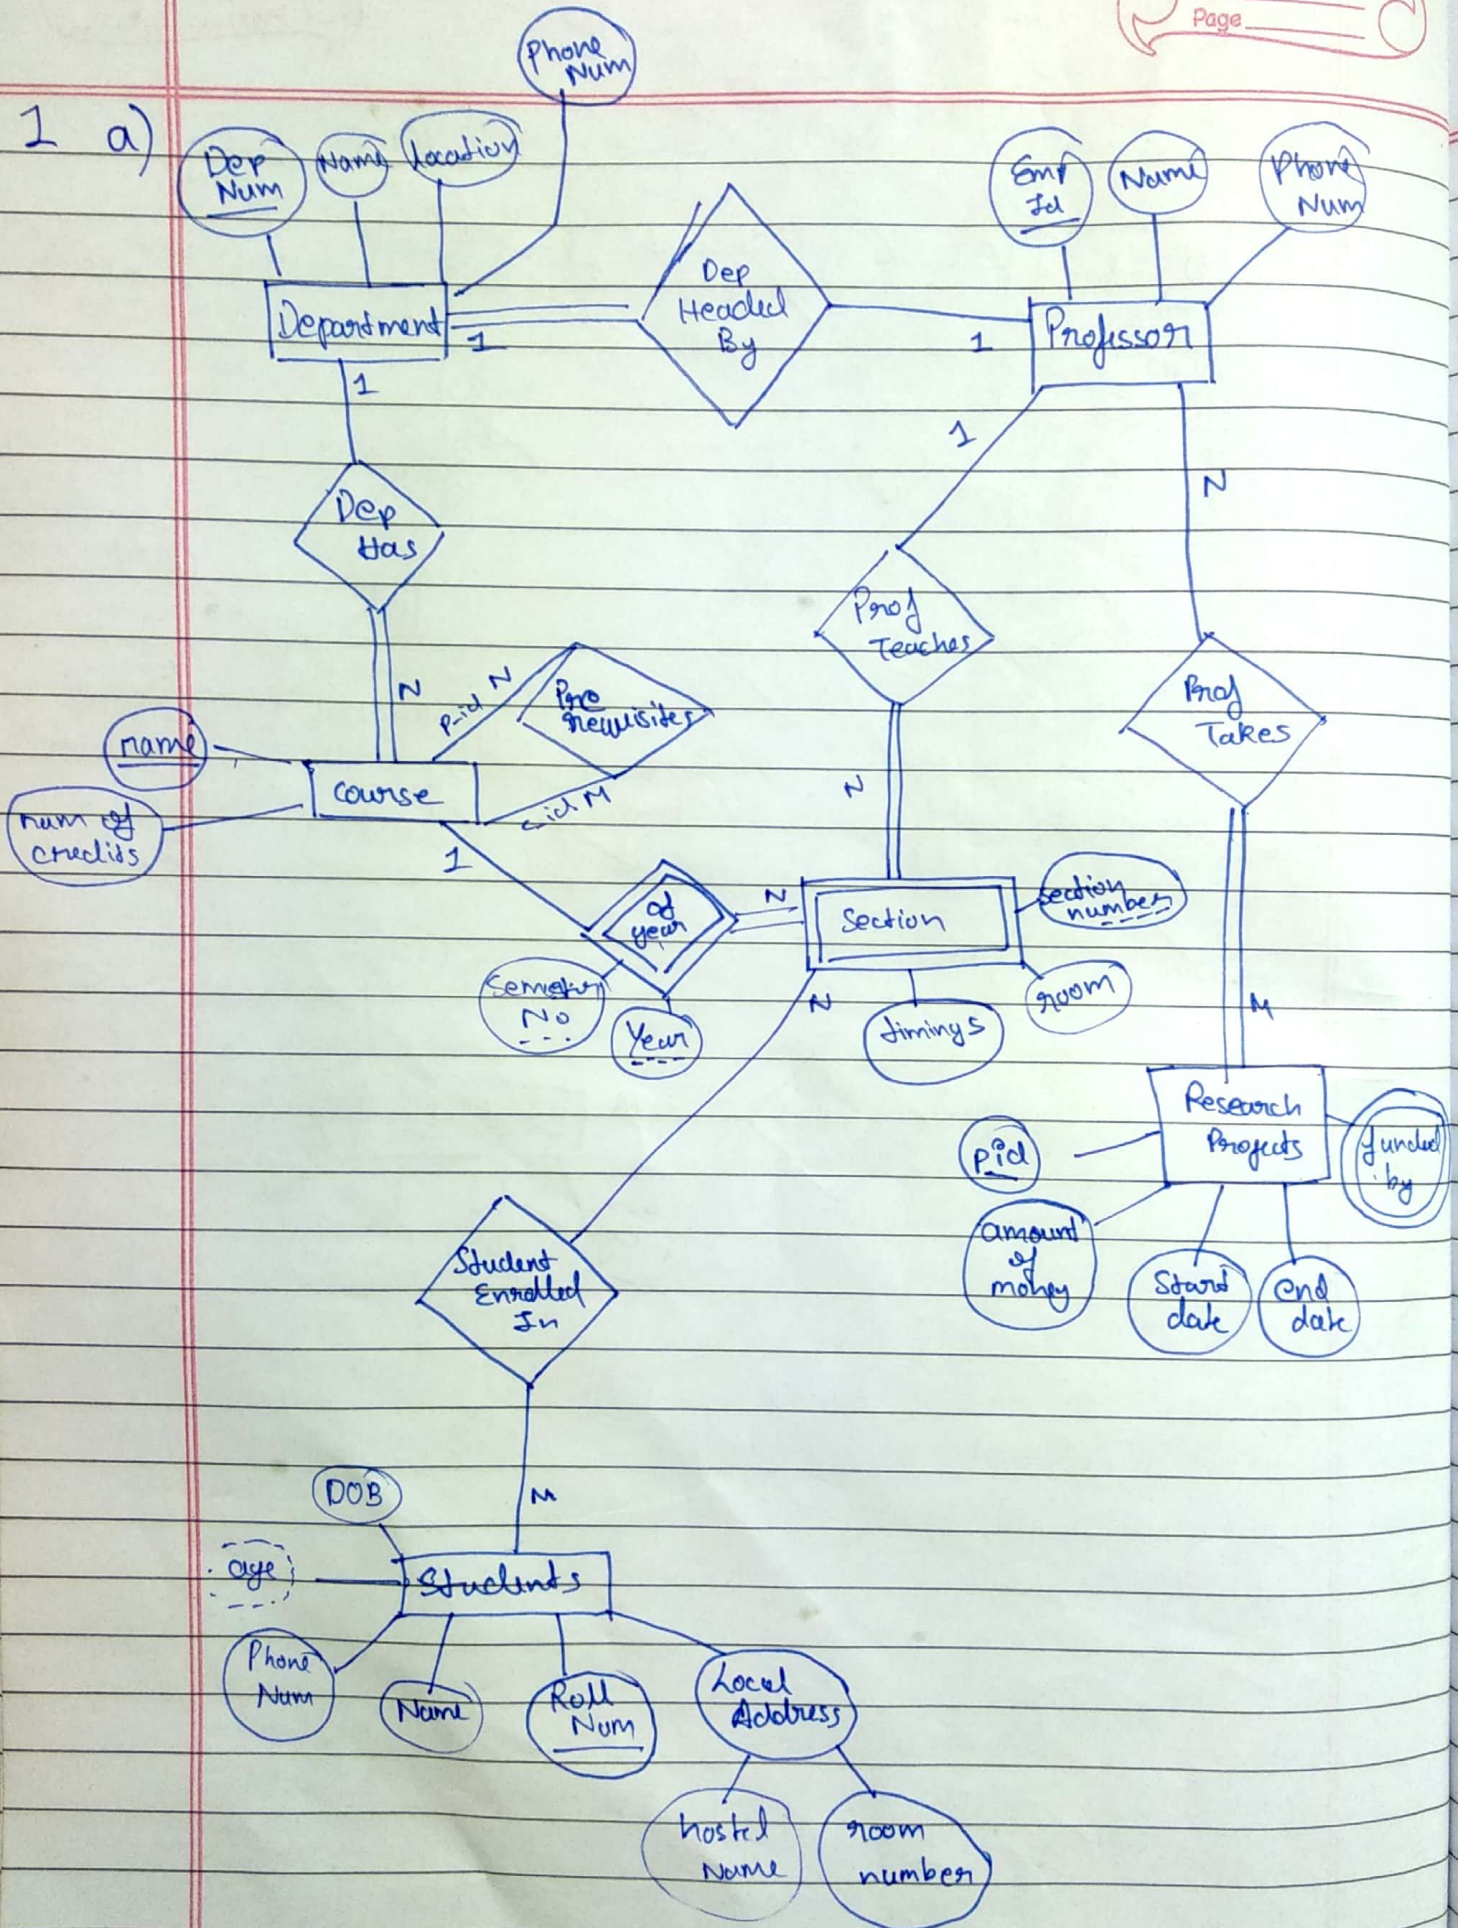 Page
Phone
Num
1 a)
Dep
Num
Name
Location
Emp
Id
Name
Phone
Num
Dep
Headed
By
Department
1
1
Professor
1
1
N
Dep
Has
Prof
Teaches
N
P-id N
Pre
requisites
Prof
Takes
name
course
cid M
N
num of
credits
1
of
year
N
Section
section
number
Semester
No
Year
N
timings
room
M
Research
Projects
funded
by
pid
amount
of
money
Start
date
end
date
Student
Enrolled
In
M
DOB
age
Students
Phone
Num
Name
Roll
Num
Local
Address
hostel
Name
room
number